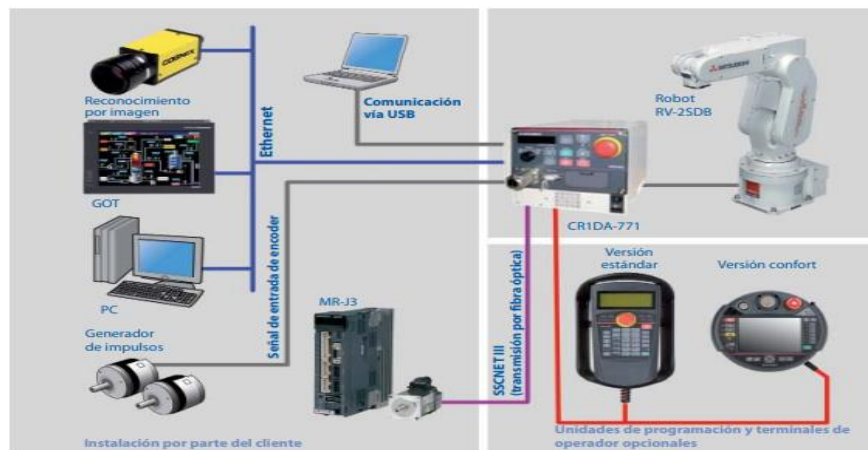 COGNEX
Reconocimiento
por imagen
GOT
PC
Generador
de impulsos
Ethernet
Señal de entrada de encoder
Comunicación
vía USB
MR-J3
SSCNET III
(transmisión por fibra óptica)
Instalación por parte del cliente
MITSUBISHI
Robot
RV-2SDB
CR1DA-771
Versión
estándar
Versión confort
Unidades de programación y terminales de
operador opcionales